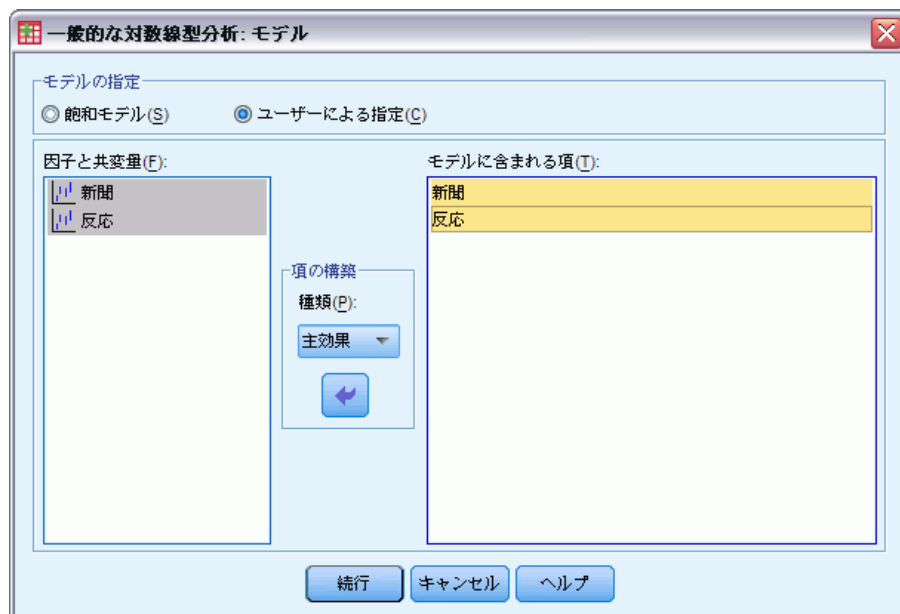 一般的な対数線型分析: モデル
モデルの指定
飽和モデル(S)
ユーザーによる指定(C)
因子と共変量(F):
モデルに含まれる項(T):
新聞
反応
新聞
反応
項の構築
種類(P):
主効果
続行
キャンセル
ヘルプ